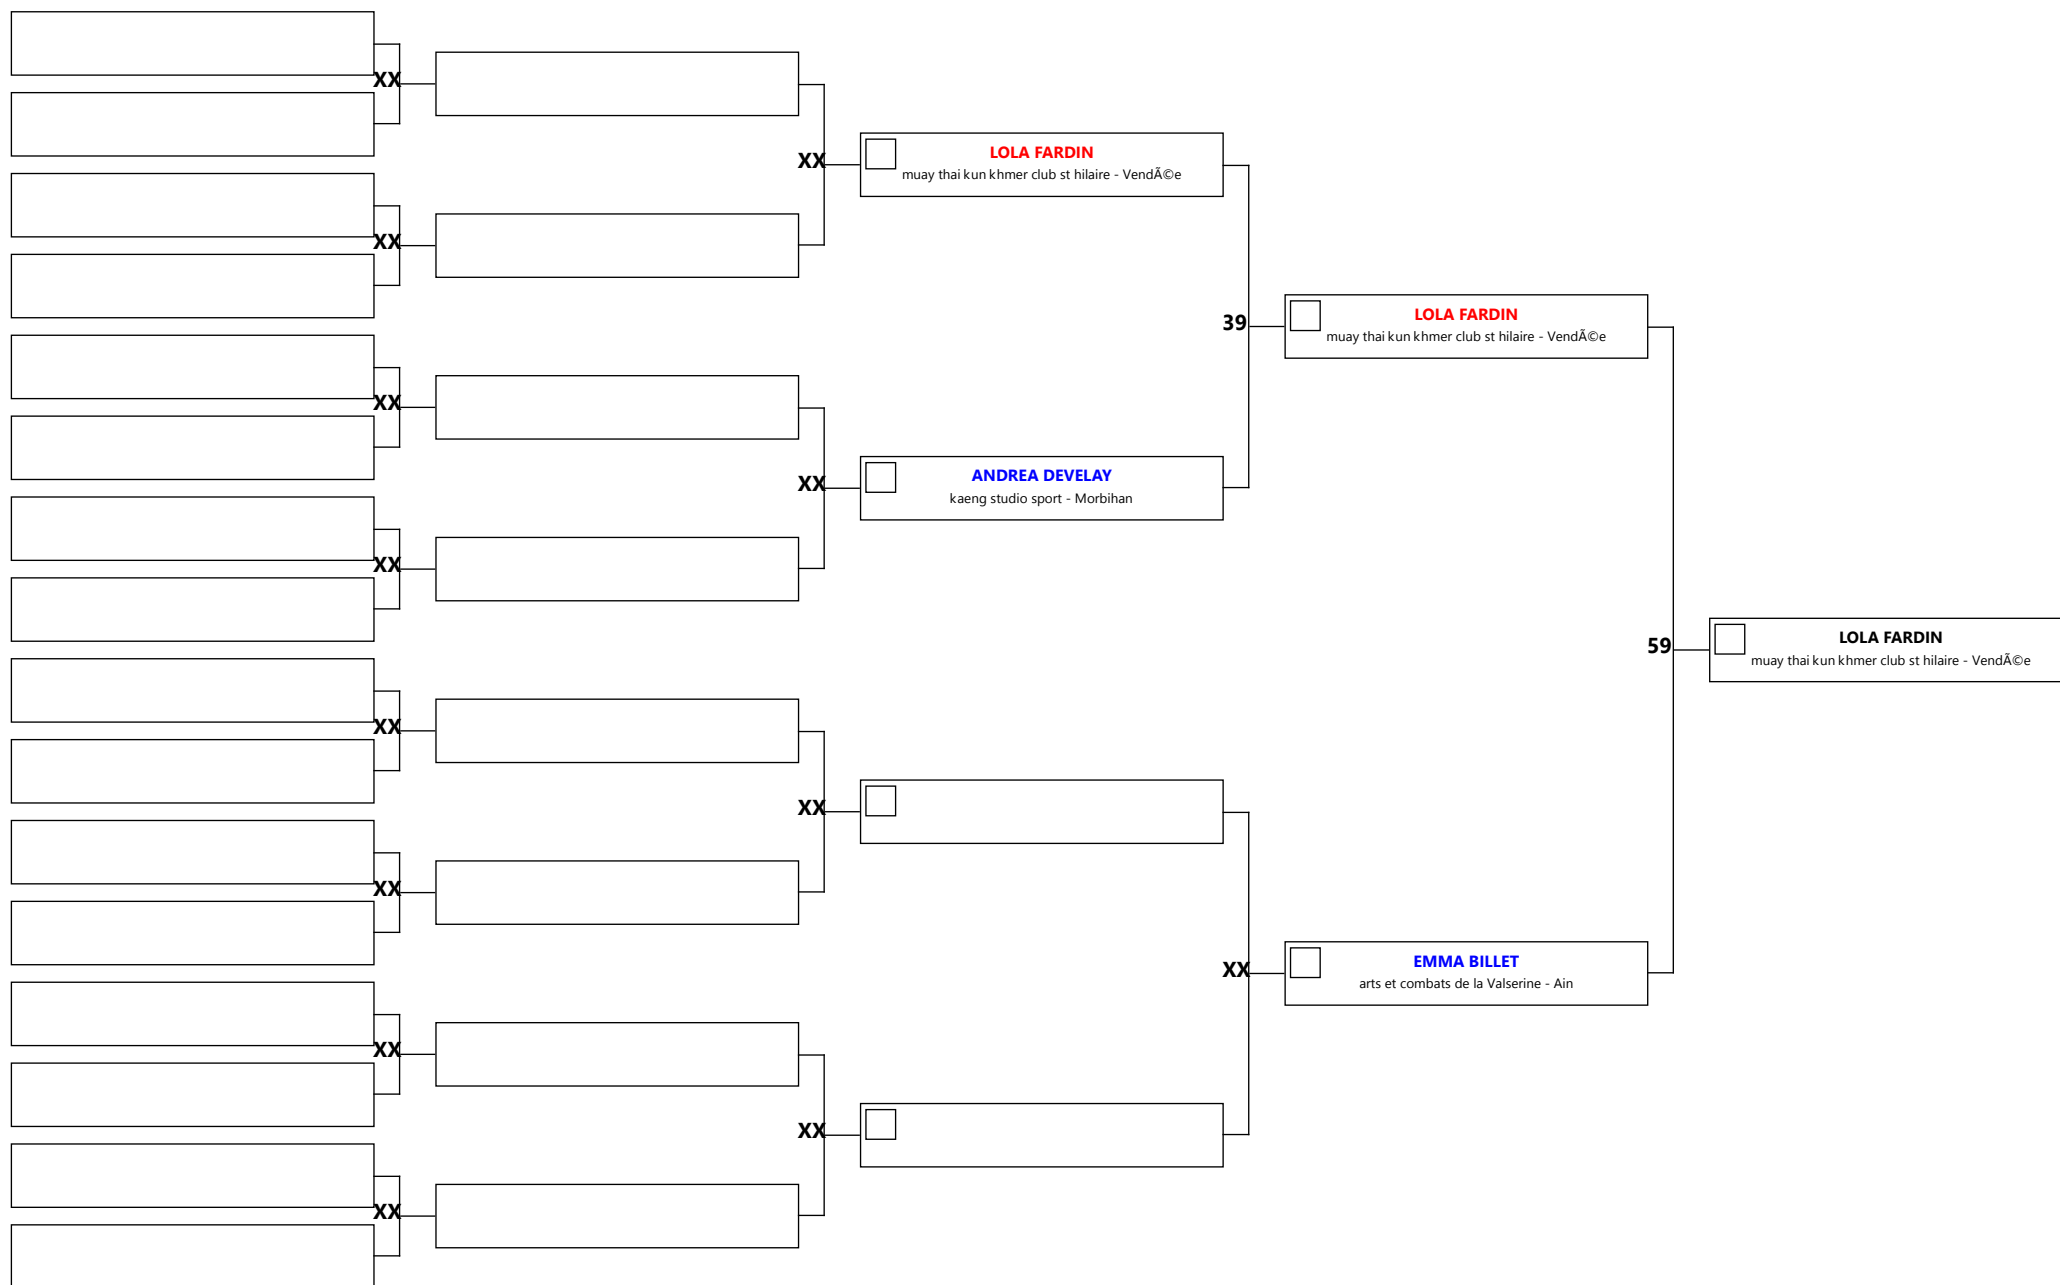 XX
XX
LOLA FARDIN
muay thai kun khmer club st hilaire - VendÃ©e
XX
39
LOLA FARDIN
muay thai kun khmer club st hilaire - VendÃ©e
XX
XX
ANDREA DEVELAY
kaeng studio sport - Morbihan
XX
59
LOLA FARDIN
muay thai kun khmer club st hilaire - VendÃ©e
XX
XX
XX
XX
EMMA BILLET
arts et combats de la Valserine - Ain
XX
XX
XX